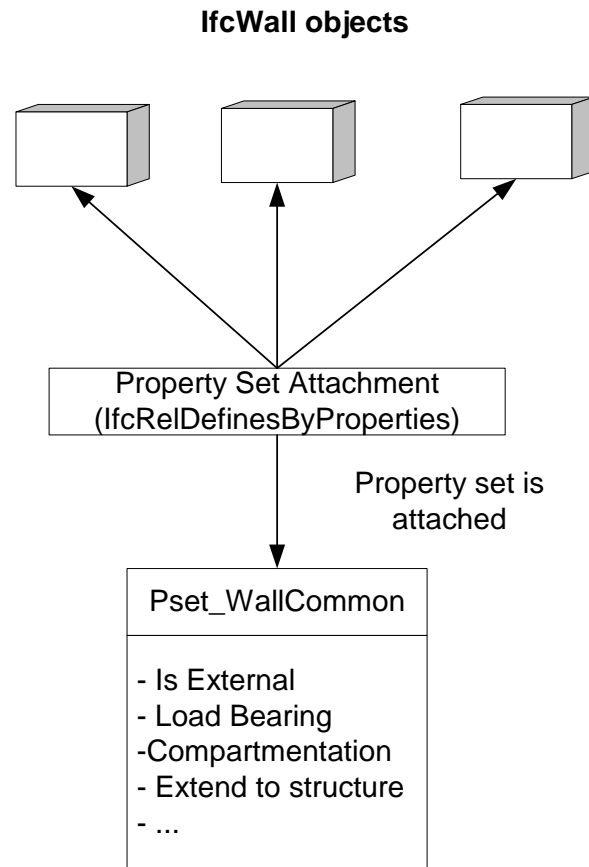 IfcWall objects
Property Set Attachment
(IfcRelDefinesByProperties)
Property set is
attached
Pset_WallCommon
- Is External
- Load Bearing
-Compartmentation
- Extend to structure
- ...